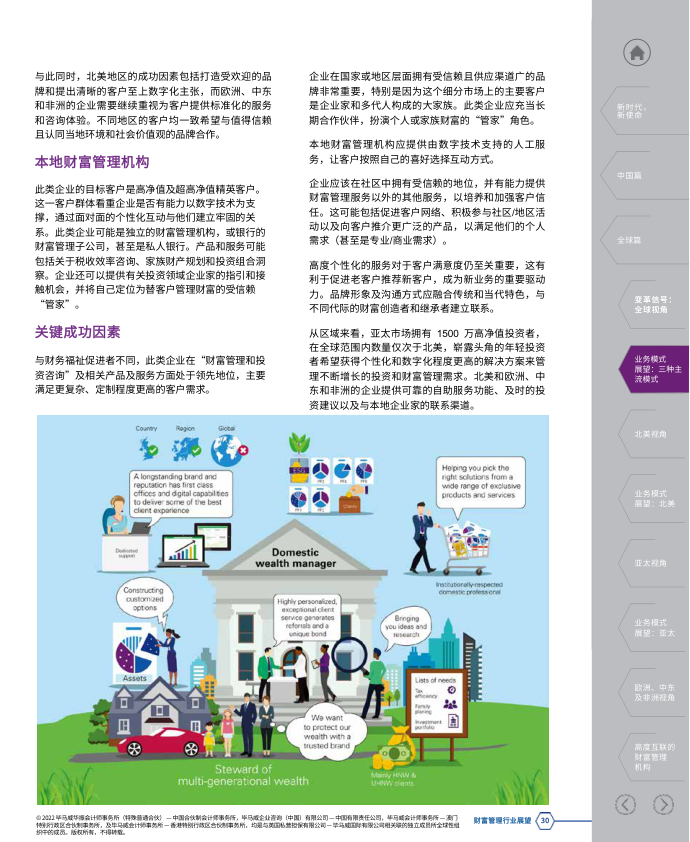 与此同时，北美地区的成功因素包括打造受欢迎的品
牌和提出清晰的客户至上数字化主张，而欧洲、中东
和非洲的企业需要继续重视为客户提供标准化的服务
和咨询体验。不同地区的客户均一致希望与值得信赖
且认同当地环境和社会价值观的品牌合作。
本地财富管理机构
此类企业的目标客户是高净值及超高净值精英客户。
这一客户群体看重企业是否有能力以数字技术为支
撑，通过面对面的个性化互动与他们建立牢固的关
系。此类企业可能是独立的财富管理机构，或银行的
财富管理子公司，甚至是私人银行。产品和服务可能
包括关于税收效率咨询、家族财产规划和投资组合洞
察。企业还可以提供有关投资领域企业家的指引和接
触机会，并将自己定位为替客户管理财富的受信赖
“管家”。
关键成功因素
与财务福祉促进者不同，此类企业在“财富管理和投
资咨询”及相关产品及服务方面处于领先地位，主要
满足更复杂、定制程度更高的客户需求。
企业在国家或地区层面拥有受信赖且供应渠道广的品
牌非常重要，特别是因为这个细分市场上的主要客户
是企业家和多代人构成的大家族。此类企业应充当长
期合作伙伴，扮演个人或家族财富的“管家”角色。
本地财富管理机构应提供由数字技术支持的人工服
务，让客户按照自己的喜好选择互动方式。
企业应该在社区中拥有受信赖的地位，并有能力提供
财富管理服务以外的其他服务，以培养和加强客户信
任。这可能包括促进客户网络、积极参与社区/地区活
动以及向客户推介更广泛的产品，以满足他们的个人
需求（甚至是专业/商业需求）。
高度个性化的服务对于客户满意度仍至关重要，这有
利于促进老客户推荐新客户，成为新业务的重要驱动
力。品牌形象及沟通方式应融合传统和当代特色，与
不同代际的财富创造者和继承者建立联系。
从区域来看，亚太市场拥有 1500 万高净值投资者，
在全球范围内数量仅次于北美，崭露头角的年轻投资
者希望获得个性化和数字化程度更高的解决方案来管
理不断增长的投资和财富管理需求。北美和欧洲、中
东和非洲的企业提供可靠的自助服务功能、及时的投
资建议以及与本地企业家的联系渠道。
Country
Region
Global
A longstanding brand and
reputation has first class
offices and digital capabilities
to deliver some of the best
client experience
Dedicated
support
ESG
Helping you pick the
right solutions from a
wide range of exclusive
products and services
Institutionally-respected
domestic professional
Domestic
wealth manager
Constructing
customized
options
Assets
Highly personalized,
exceptional client
service generates
referrals and a
unique bond
Bringing
you ideas and
research
Lists of needs
Tax
efficiency
Family
planing
Investment
portfolio
We want
to protect our
wealth with a
trusted brand
Steward of
multi-generational wealth
Mainly HNW &
UHNW clients
新时代，
新使命
中国篇
全球篇
变革信号：
全球视角
业务模式
展望：三种主
流模式
北美视角
业务模式
展望：北美
亚太视角
业务模式
展望：亚太
欧洲、中东
及非洲视角
高度互联的
财富管理
机构
© 2022 毕马威华振会计师事务所（特殊普通合伙） — 中国合伙制会计师事务所，毕马威企业咨询（中国）有限公司 — 中国有限责任公司，毕马威会计师事务所 — 澳门
特别行政区合伙制事务所，及毕马威会计师事务所 — 香港特别行政区合伙制事务所，均是与英国私营担保有限公司 — 毕马威国际有限公司相关联的独立成员所全球性组
织中的成员。版权所有，不得转载。
财富管理行业展望
30